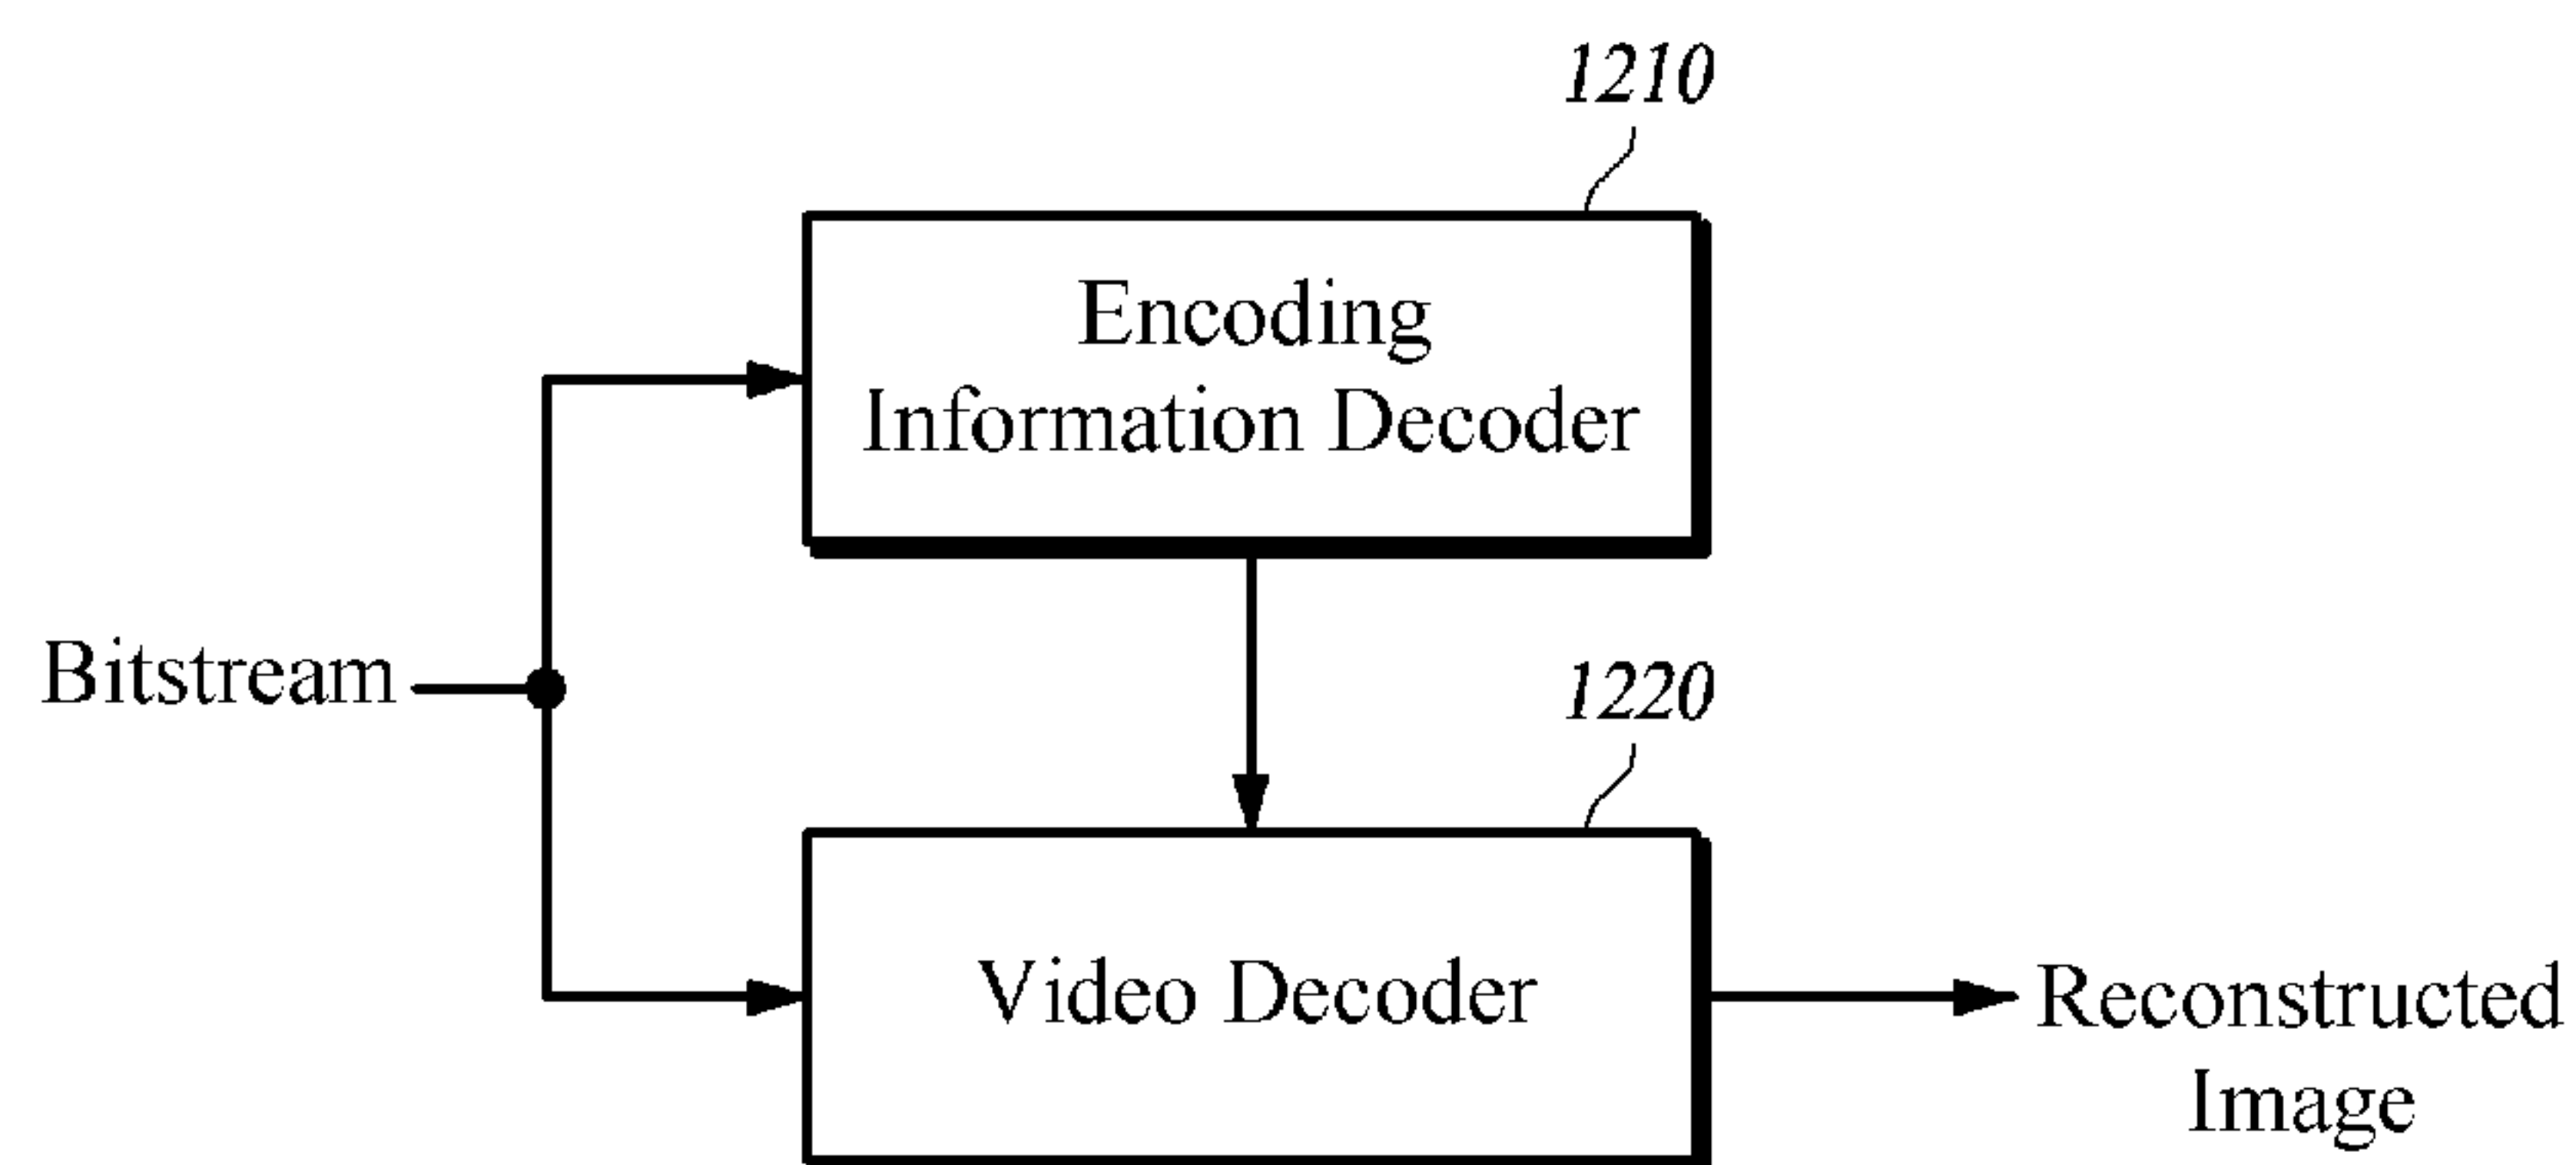 1210
Encoding
Information Decoder
Bitstream
1220
Video Decoder
Reconstructed
Image